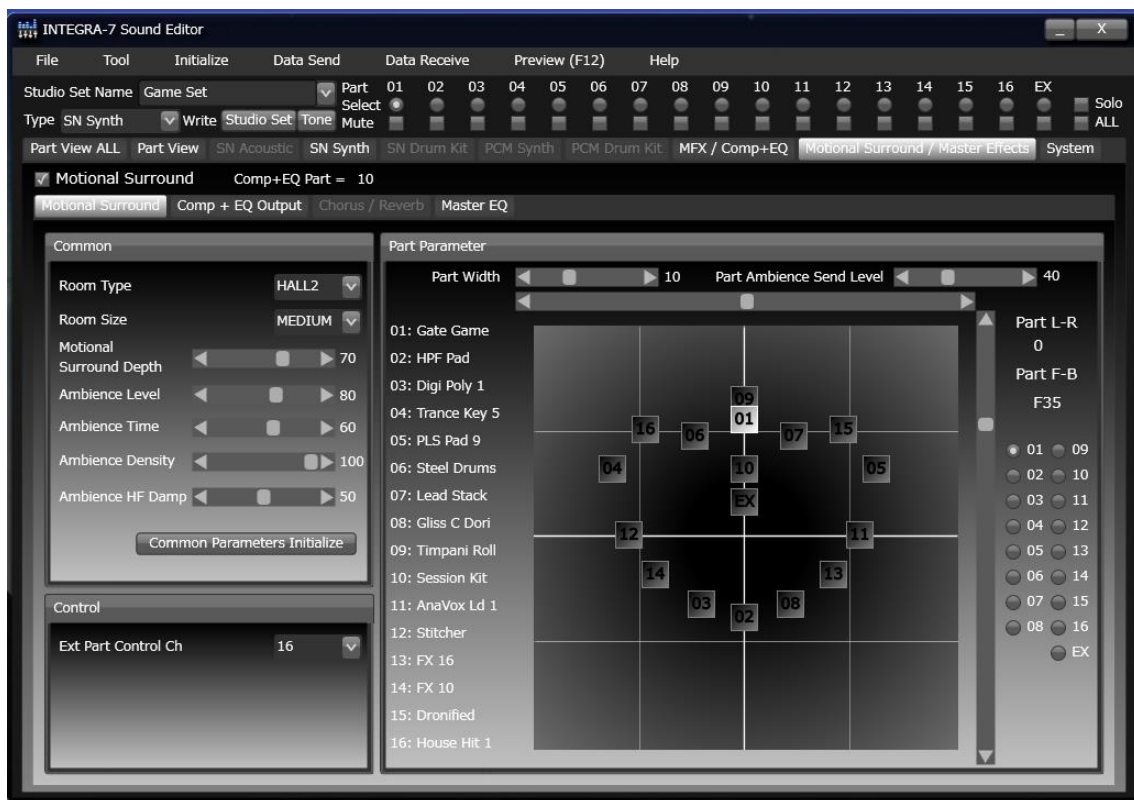 INTEGRA-7 Sound Editor
_ X
File Tool Initialize Data Send Data Receive Preview (F12) Help
Studio Set Name Game Set Part 01 02 03 04 05 06 07 08 09 10 11 12 13 14 15 16 EX
Select Solo
Type SN Synth Write Studio Set Tone Mute ALL
Part View ALL Part View SN Acoustic SN Synth SN Drum Kit PCM Synth PCM Drum Kit MFX / Comp+EQ Motional Surround / Master Effects System
Motional Surround Comp+EQ Part = 10
Motional Surround Comp + EQ Output Chorus / Reverb Master EQ
Common
Room Type HALL2
Room Size MEDIUM
Motional
Surround Depth 70
Ambience Level 80
Ambience Time 60
Ambience Density 100
Ambience HF Damp 50
Common Parameters Initialize
Control
Ext Part Control Ch 16
Part Parameter
Part Width 10 Part Ambience Send Level 40
01: Gate Game
02: HPF Pad
03: Digi Poly 1
04: Trance Key 5
05: PLS Pad 9
06: Steel Drums
07: Lead Stack
08: Gliss C Dori
09: Timpani Roll
10: Session Kit
11: AnaVox Ld 1
12: Stitcher
13: FX 16
14: FX 10
15: Dronified
16: House Hit 1
09
01
16 06 07 15
04 10 05
EX
12 11
14 13
03 02 08
Part L-R
0
Part F-B
F35
01 09
02 10
03 11
04 12
05 13
06 14
07 15
08 16
EX